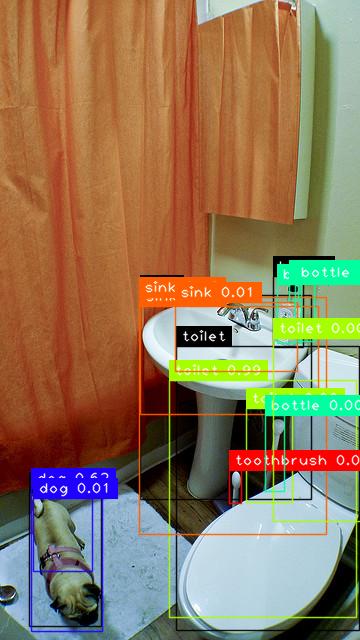 bottle
sink
sink 0.01
toilet 0.00
toilet
toilet 0.99
bottle 0.00
toothbrush 0.0
dog 0.62
dog 0.01